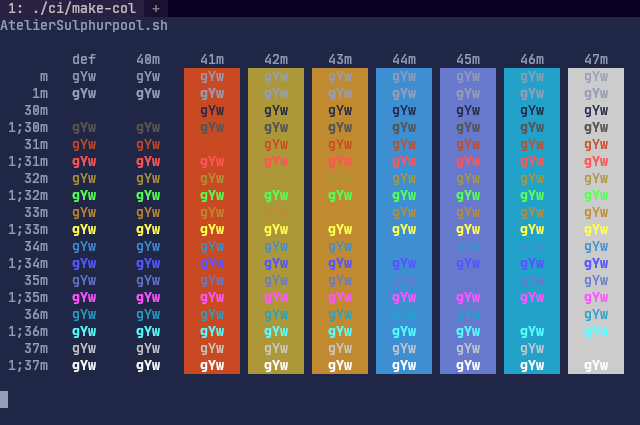 1: ./ci/make-col +
AtelierSulphurpool.sh
def 40m 41m 42m 43m 44m 45m 46m 47m
m gYw gYw gYw gYw gYw gYw gYw gYw gYw
1m gYw gYw gYw gYw gYw gYw gYw gYw gYw
30m gYw gYw gYw gYw gYw gYw gYw
1;30m gYw gYw gYw gYw gYw gYw gYw gYw gYw
31m gYw gYw gYw gYw gYw gYw gYw gYw
1;31m gYw gYw gYw gYw gYw gYw gYw gYw gYw
32m gYw gYw gYw gYw gYw gYw gYw gYw
1;32m gYw gYw gYw gYw gYw gYw gYw gYw gYw
33m gYw gYw gYw gYw gYw gYw gYw gYw
1;33m gYw gYw gYw gYw gYw gYw gYw gYw gYw
34m gYw gYw gYw gYw gYw gYw gYw gYw
1;34m gYw gYw gYw gYw gYw gYw gYw gYw gYw
35m gYw gYw gYw gYw gYw gYw gYw gYw
1;35m gYw gYw gYw gYw gYw gYw gYw gYw gYw
36m gYw gYw gYw gYw gYw gYw gYw gYw
1;36m gYw gYw gYw gYw gYw gYw gYw gYw gYw
37m gYw gYw gYw gYw gYw gYw gYw gYw
1;37m gYw gYw gYw gYw gYw gYw gYw gYw gYw